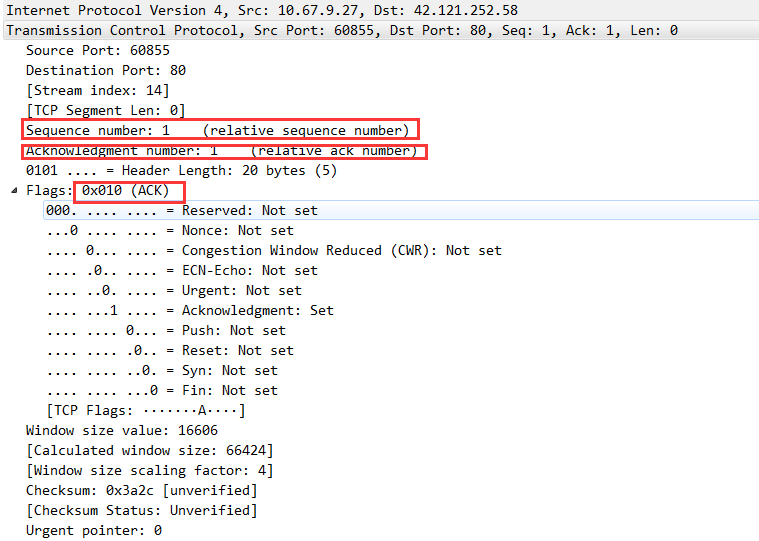 Internet Protocol Version 4, Src: 10.67.9.27, Dst: 42.121.252.58
Transmission Control Protocol, Src Port: 60855, Dst Port: 80, Seq: 1, Ack: 1, Len: 0
Source Port: 60855
Destination Port: 80
[Stream index: 14]
[TCP Segment Len: 0]
Sequence number: 1    (relative sequence number)
Acknowledgment number: 1    (relative ack number)
0101 .... = Header Length: 20 bytes (5)
Flags: 0x010 (ACK)
000. .... .... = Reserved: Not set
...0 .... .... = Nonce: Not set
.... 0... .... = Congestion Window Reduced (CWR): Not set
.... .0.. .... = ECN-Echo: Not set
.... ..0. .... = Urgent: Not set
.... ...1 .... = Acknowledgment: Set
.... .... 0... = Push: Not set
.... .... .0.. = Reset: Not set
.... .... ..0. = Syn: Not set
.... .... ...0 = Fin: Not set
[TCP Flags: ·······A····]
Window size value: 16606
[Calculated window size: 66424]
[Window size scaling factor: 4]
Checksum: 0x3a2c [unverified]
[Checksum Status: Unverified]
Urgent pointer: 0